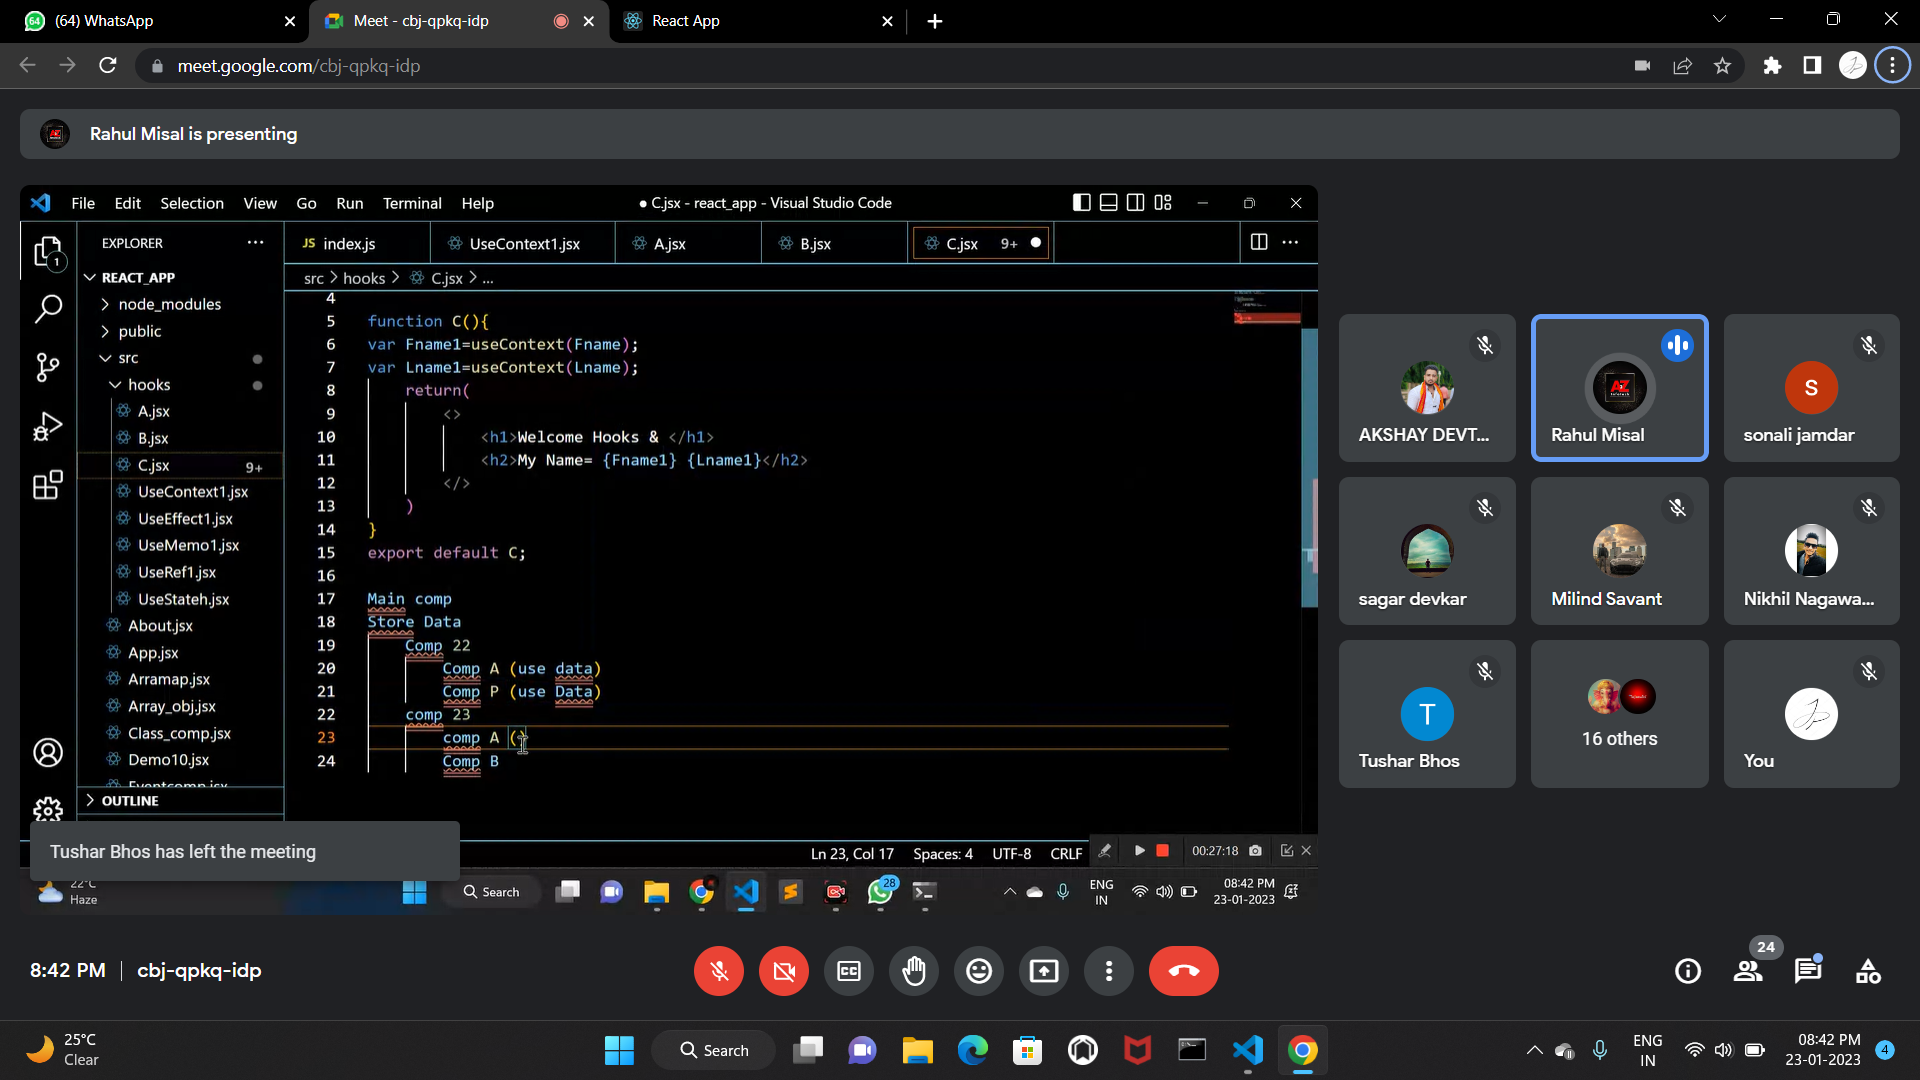 (64) WhatsApp
Meet - cbj-qpkq-idp
React App
meet.google.com/cbj-qpkq-idp
Rahul Misal is presenting
File Edit Selection View Go Run Terminal Help
● C.jsx - react_app - Visual Studio Code
EXPLORER
JS index.js
UseContext1.jsx
A.jsx
B.jsx
C.jsx 9+
src > hooks > C.jsx > ...
1
REACT_APP
node_modules
public
src
hooks
A.jsx
B.jsx
C.jsx 9+
UseContext1.jsx
UseEffect1.jsx
UseMemo1.jsx
UseRef1.jsx
UseStateh.jsx
About.jsx
App.jsx
Arramap.jsx
Array_obj.jsx
Class_comp.jsx
Demo10.jsx
Eventcomp.jsx
OUTLINE
4
5 function C(){
6 var Fname1=useContext(Fname);
7 var Lname1=useContext(Lname);
8 return(
9 <>
10 <h1>Welcome Hooks & </h1>
11 <h2>My Name= {Fname1} {Lname1}</h2>
12 </>
13 )
14 }
15 export default C;
16
17 Main comp
18 Store Data
19 Comp 22
20 Comp A (use data)
21 Comp P (use Data)
22 comp 23
23 comp A ()
24 Comp B
Ln 23, Col 17 Spaces: 4 UTF-8 CRLF
00:27:18
Tushar Bhos has left the meeting
22°C
Haze
Search
28
ENG
IN
08:42 PM
23-01-2023
AKSHAY DEVT...
AZ
Rahul Misal
S
sonali jamdar
sagar devkar
Milind Savant
Nikhil Nagawa...
T
Tushar Bhos
16 others
You
8:42 PM | cbj-qpkq-idp
CC
24
25°C
Clear
Search
ENG
IN
08:42 PM
23-01-2023
4